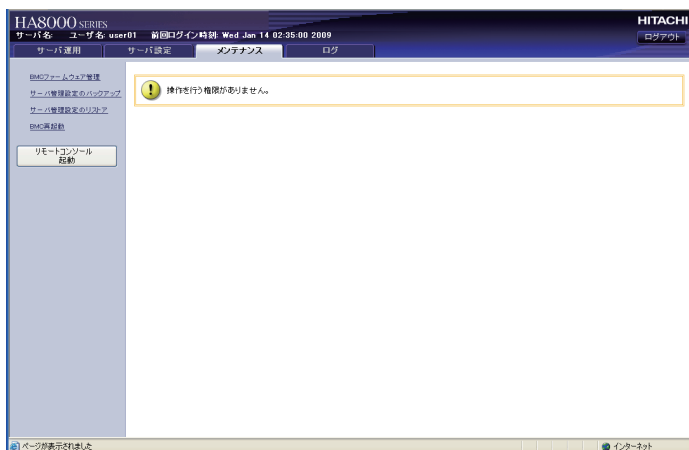 HA8000 SERIES
HITACHI
サーバ名: ユーザ名: user01 前回ログイン時刻: Wed Jan 14 02:35:00 2009
ログアウト
サーバ運用 サーバ設定 メンテナンス ログ
BMCファームウェア管理
サーバ管理設定のバックアップ
サーバ管理設定のリストア
BMC再起動
リモートコンソール
起動
操作を行う権限がありません。
ページが表示されました
インターネット